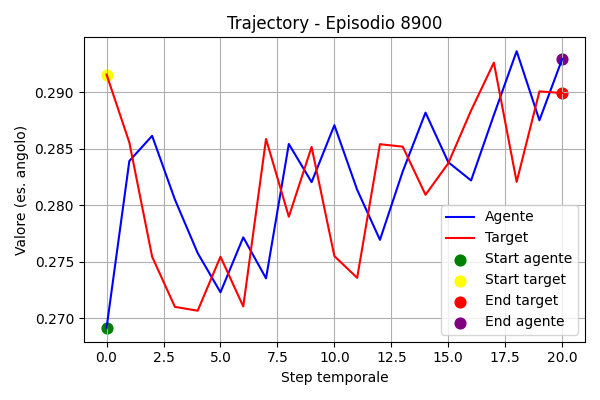 Trajectory - Episodio 8900
Valore (es. angolo)
0.290
0.285
0.280
0.275
0.270
Agente
Target
Start agente
Start target
End target
End agente
0.0 2.5 5.0 7.5 10.0 12.5 15.0 17.5 20.0
Step temporale